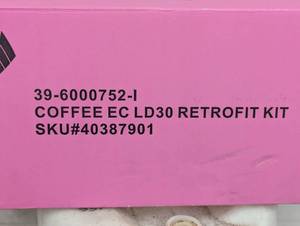 39-6000752-I
COFFEE EC LD30 RETROFIT KIT
SKU#40387901